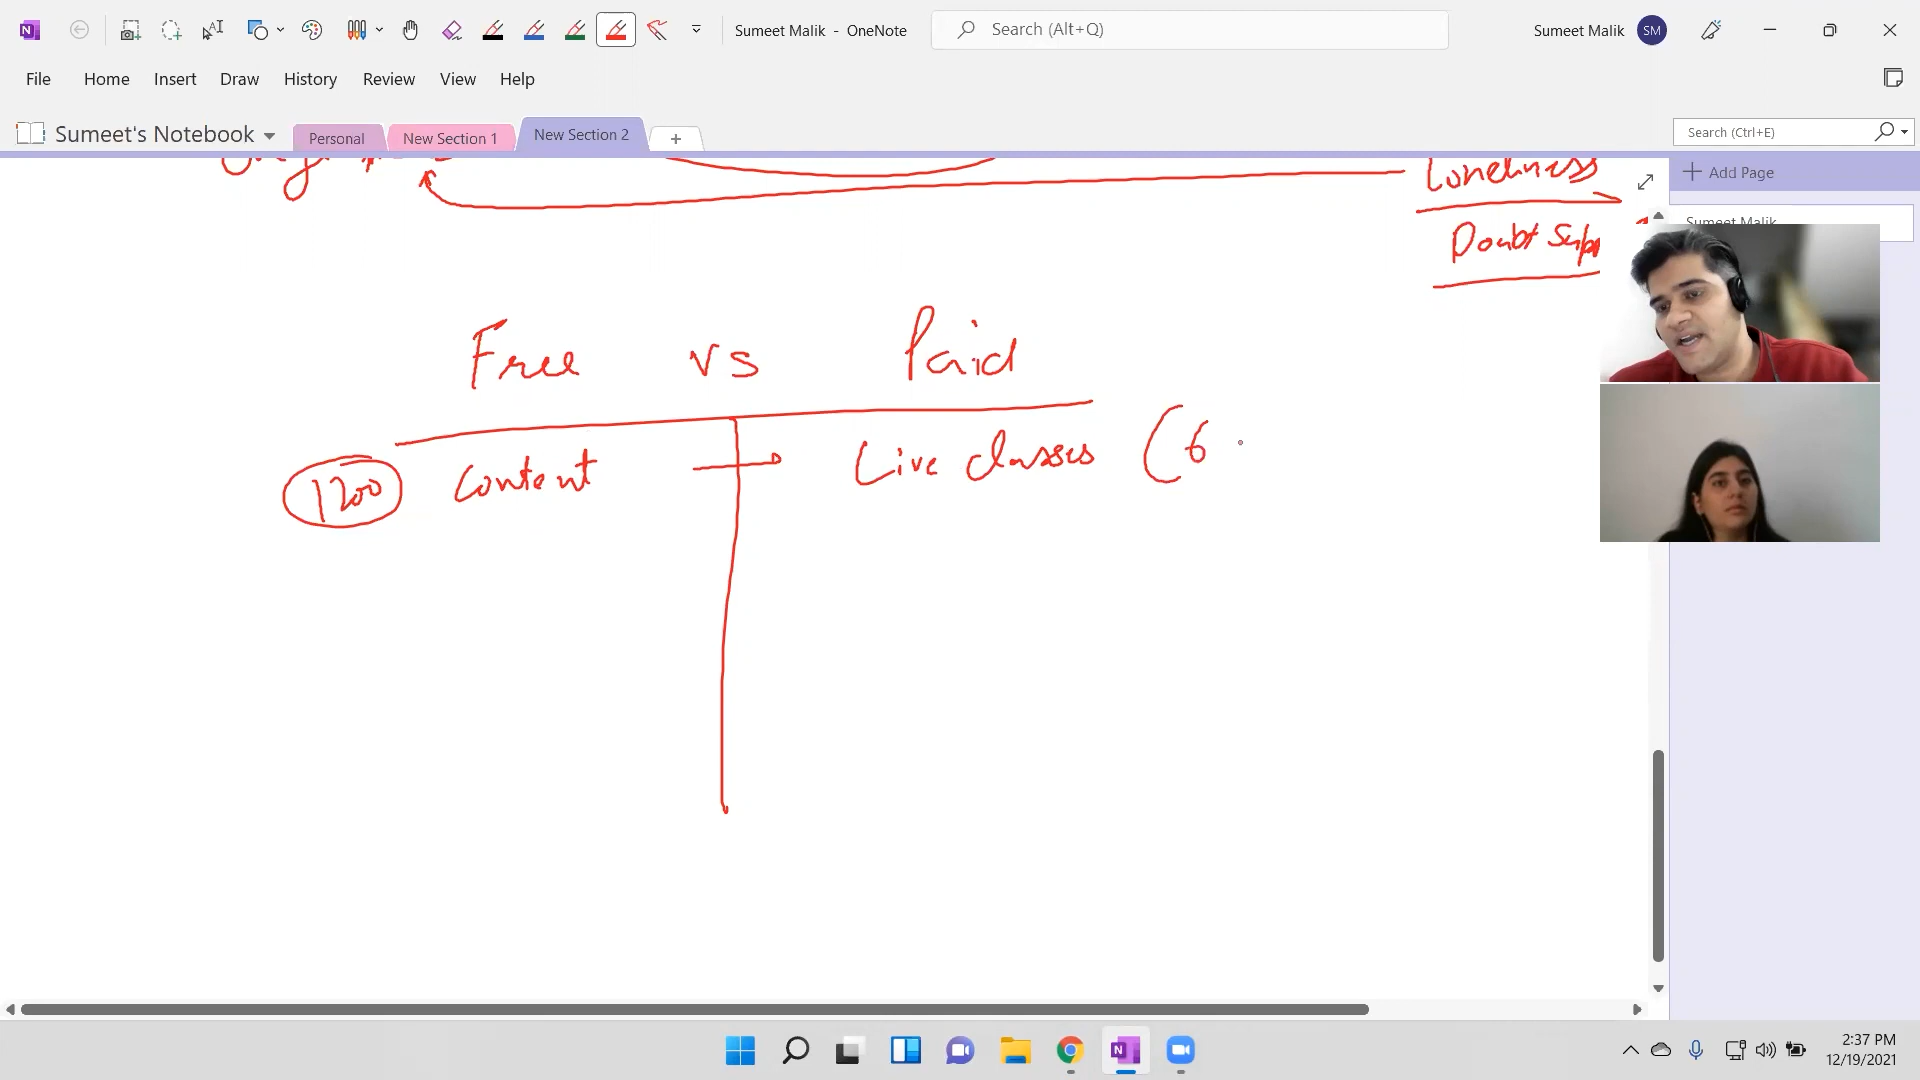 Sumeet Malik - OneNote
Search (Alt+Q)
Sumeet Malik
SM
File
Home
Insert
Draw
History
Review
View
Help
Sumeet's Notebook
Personal
New Section 1
New Section 2
Search (Ctrl+E)
Add Page
Sumeet Malik
Loneliness
Doubt
Free vs Paid
1200 Content Live classes (6
2:37 PM
12/19/2021